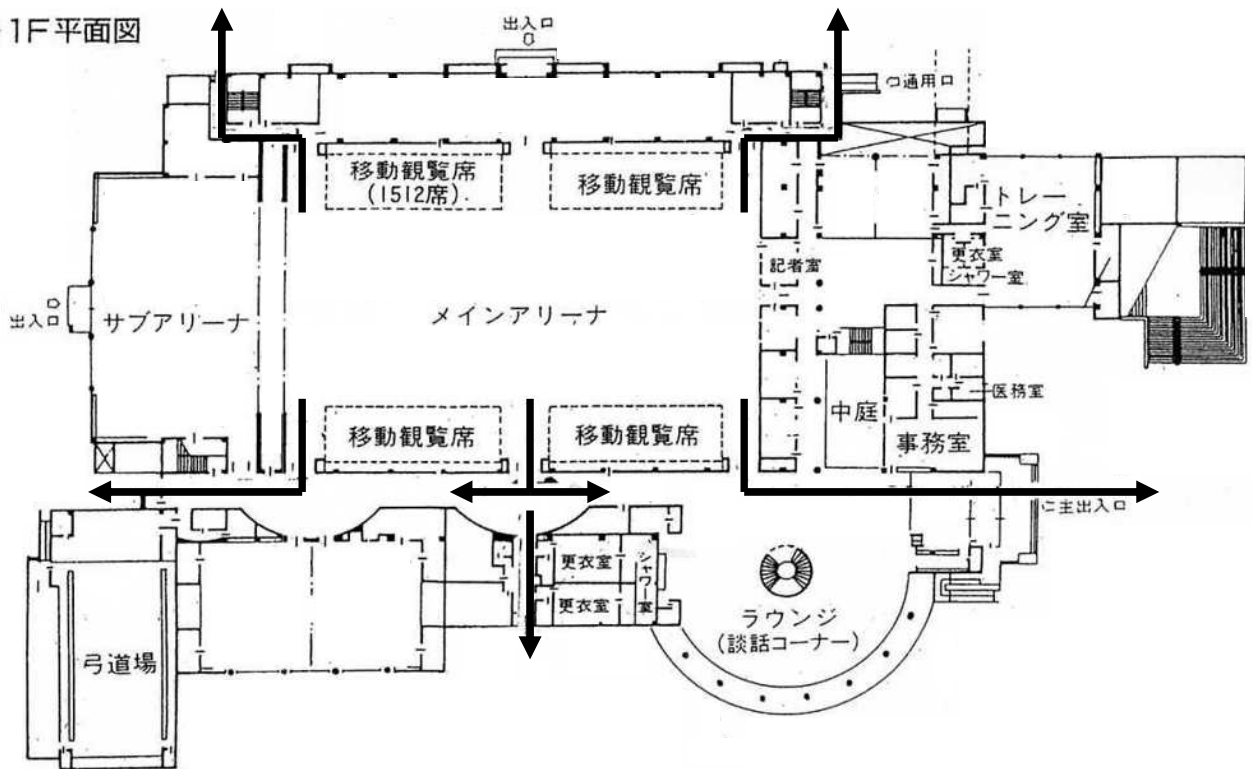 1F平面図
出入口
通用口
移動観覧席
(1512席)
移動観覧席
トレー
ニング室
更衣室
シャワー室
記者室
出入口
サブアリーナ
メインアリーナ
医務室
中庭
事務室
移動観覧席
移動観覧席
主出入口
更衣室
シャワー室
更衣室
ラウンジ
(談話コーナー)
弓道場